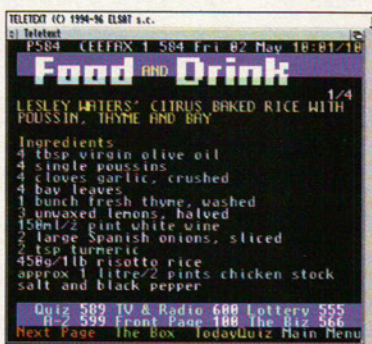 TELETEXT (C) 1994-96 ELSAT s.c.
Teletext
P584 CEEFAX 1 584 Fri 02 May 10:01/10
Food AND Drink
1/4
LESLEY WATERS' CITRUS BAKED RICE WITH
POUSSIN, THYME AND BAY
Ingredients
4 tbsp virgin olive oil
4 single poussins
4 cloves garlic, crushed
4 bay leaves
1 bunch fresh thyme, washed
3 unwaxed lemons, halved
150ml/¼ pint white wine
2 large Spanish onions, sliced
2 tsp turmeric
450g/1lb risotto rice
approx 1 litre/2 pints chicken stock
salt and black pepper
Quiz 589 TV & Radio 600 Lottery 555
A-Z 599 Front Page 100 The Biz 566
Next Page The Box TodayQuiz Main Menu